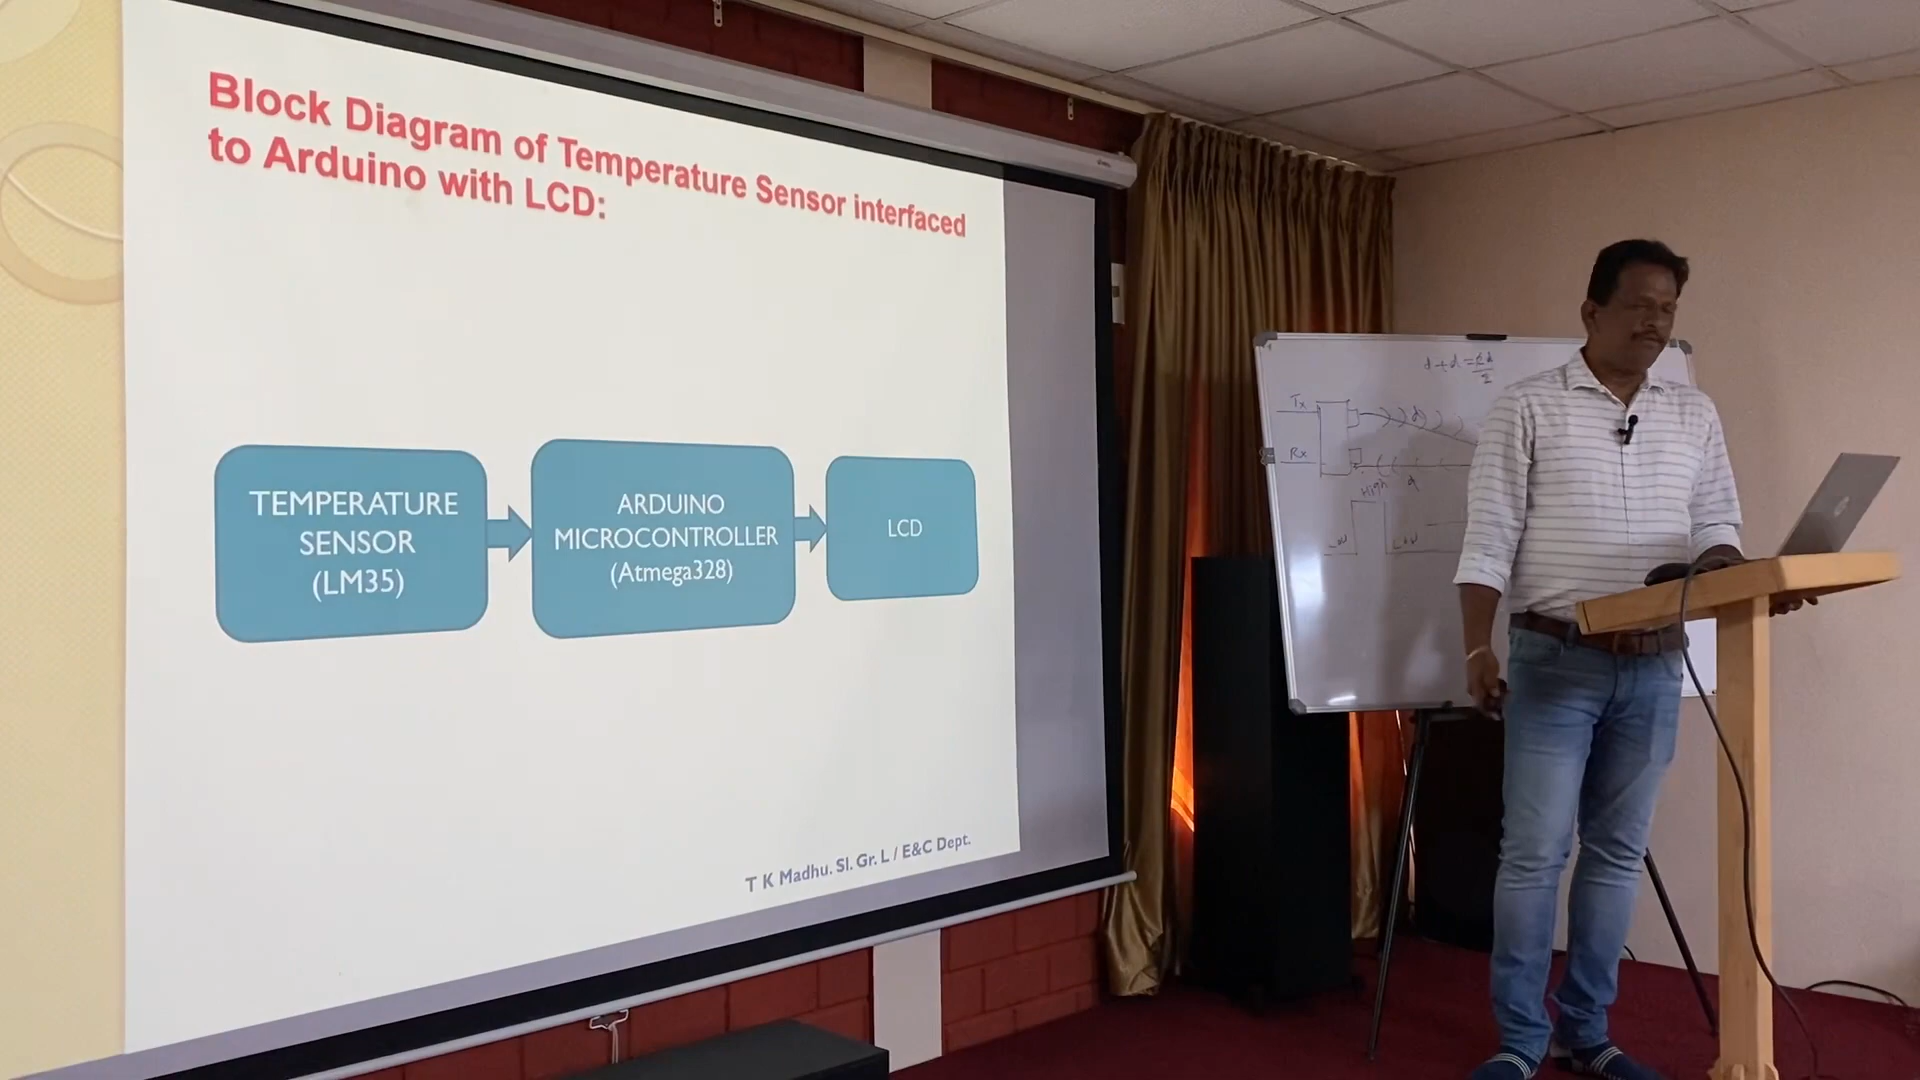 Block Diagram of Temperature Sensor interfaced
to Arduino with LCD:
TEMPERATURE
SENSOR
(LM35)
ARDUINO
MICROCONTROLLER
(Atmega328)
LCD
T K Madhu. Sl. Gr. L / E&C Dept.
Tx
Rx
High
Low